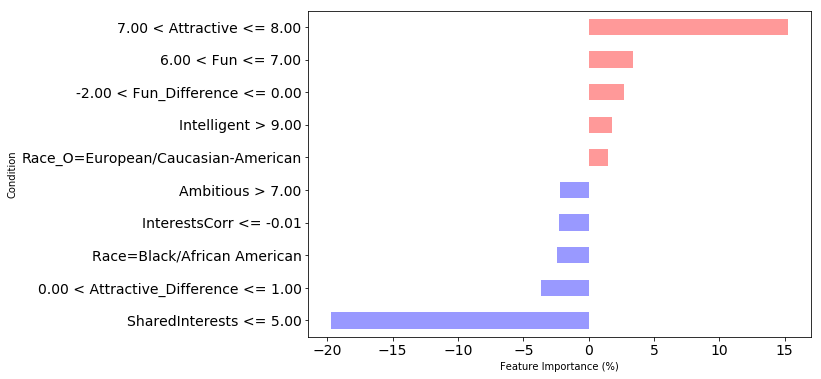 7.00 < Attractive <= 8.00
6.00 < Fun <= 7.00
-2.00 < Fun_Difference <= 0.00
Intelligent > 9.00
Race_O=European/Caucasian-American
Ambitious > 7.00
InterestsCorr <= -0.01
Race=Black/African American
0.00 < Attractive_Difference <= 1.00
SharedInterests <= 5.00
Condition
−20 −15 −10 −5 0 5 10 15
Feature Importance (%)